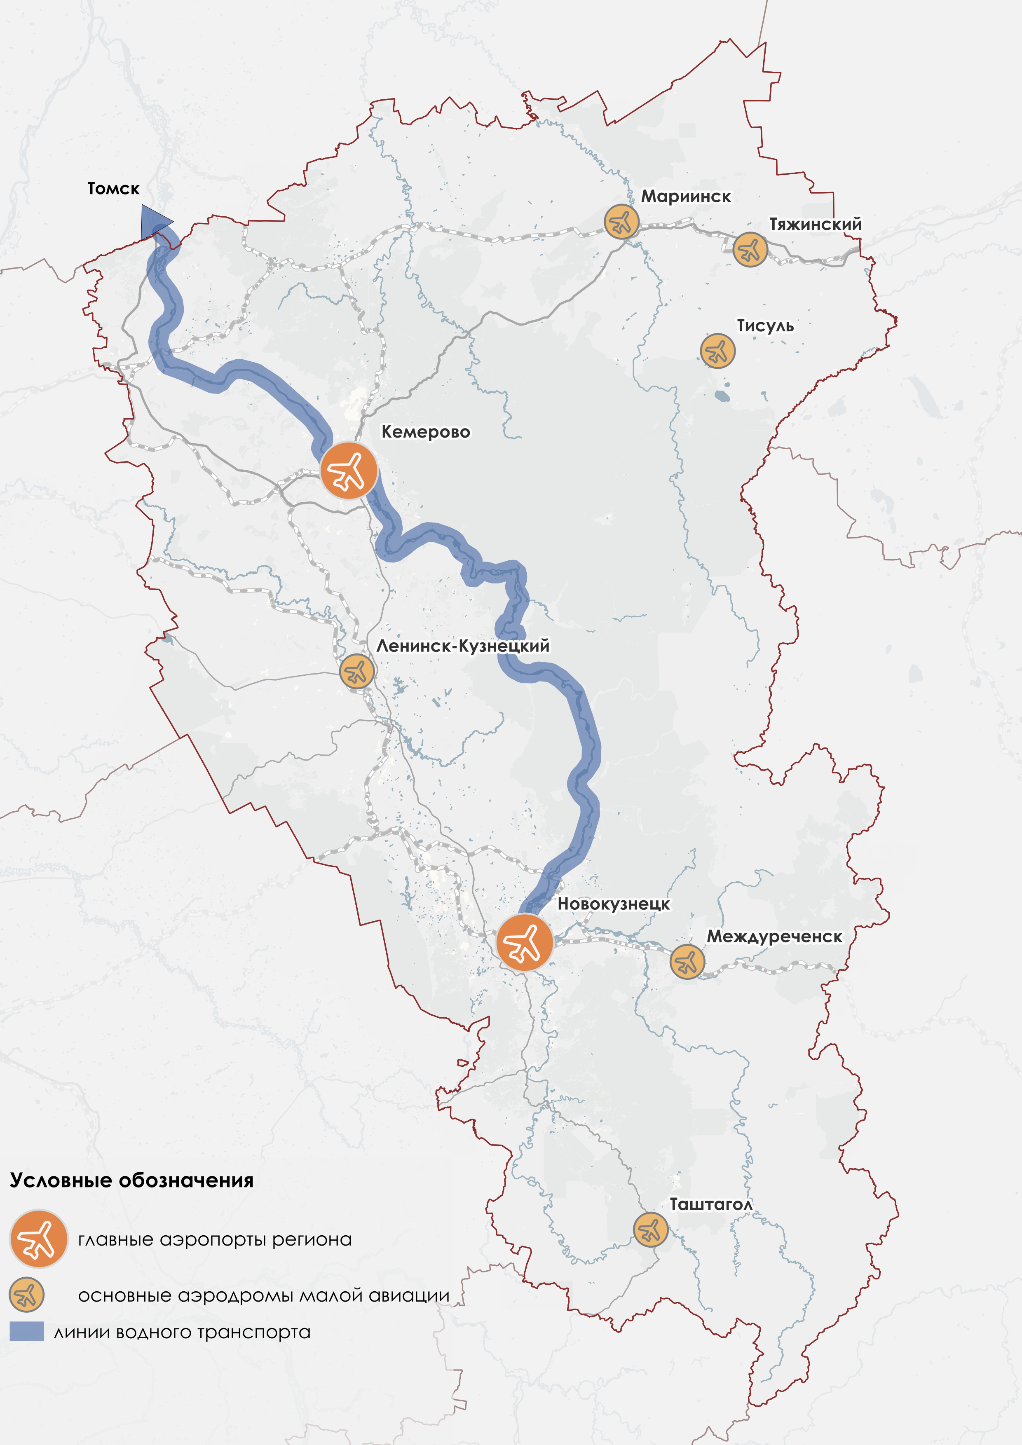 Томск
Мариинск
Тяжинский
Тисуль
Кемерово
Ленинск-Кузнецкий
Новокузнецк
Междуреченск
Таштагол
Условные обозначения
главные аэропорты региона
основные аэродромы малой авиации
линии водного транспорта